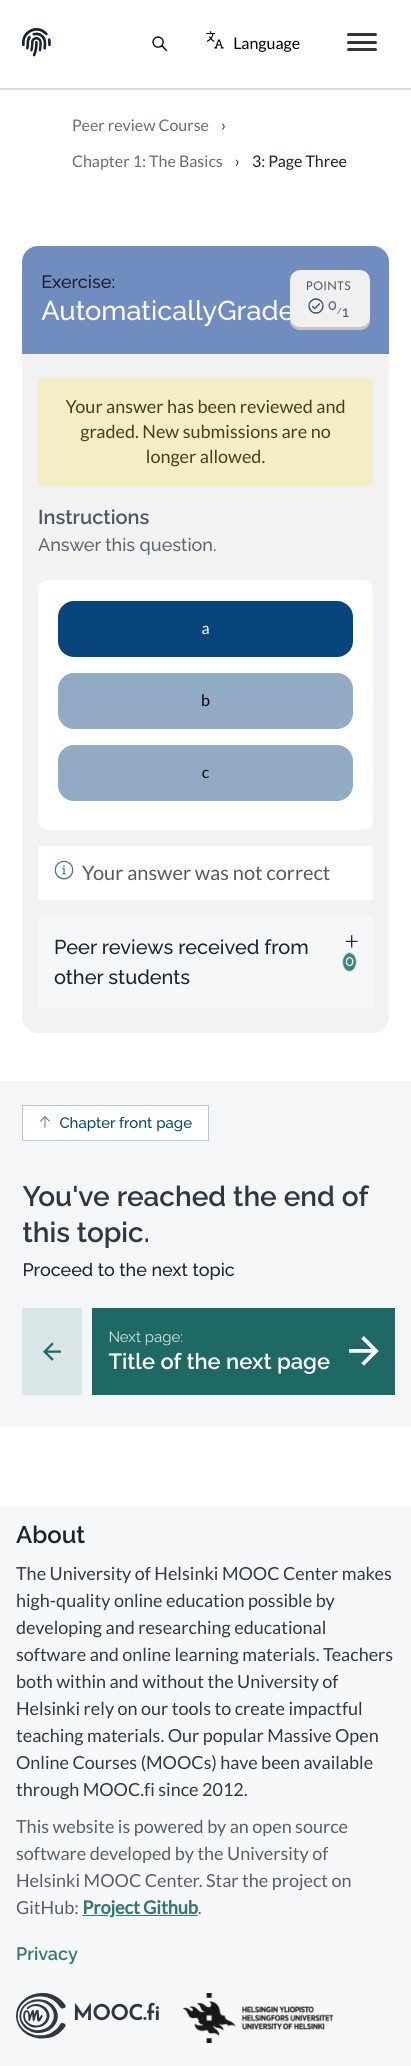 Language
Peer review Course ›
Chapter 1: The Basics › 3: Page Three
Exercise:
AutomaticallyGrade
POINTS
0/1
Your answer has been reviewed and
graded. New submissions are no
longer allowed.
Instructions
Answer this question.
a
b
c
Your answer was not correct
Peer reviews received from
other students
0
Chapter front page
You've reached the end of
this topic.
Proceed to the next topic
Next page:
Title of the next page
About
The University of Helsinki MOOC Center makes
high-quality online education possible by
developing and researching educational
software and online learning materials. Teachers
both within and without the University of
Helsinki rely on our tools to create impactful
teaching materials. Our popular Massive Open
Online Courses (MOOCs) have been available
through MOOC.fi since 2012.
This website is powered by an open source
software developed by the University of
Helsinki MOOC Center. Star the project on
GitHub: Project Github.
Privacy
MOOC.fi
HELSINGIN YLIOPISTO
HELSINGFORS UNIVERSITET
UNIVERSITY OF HELSINKI